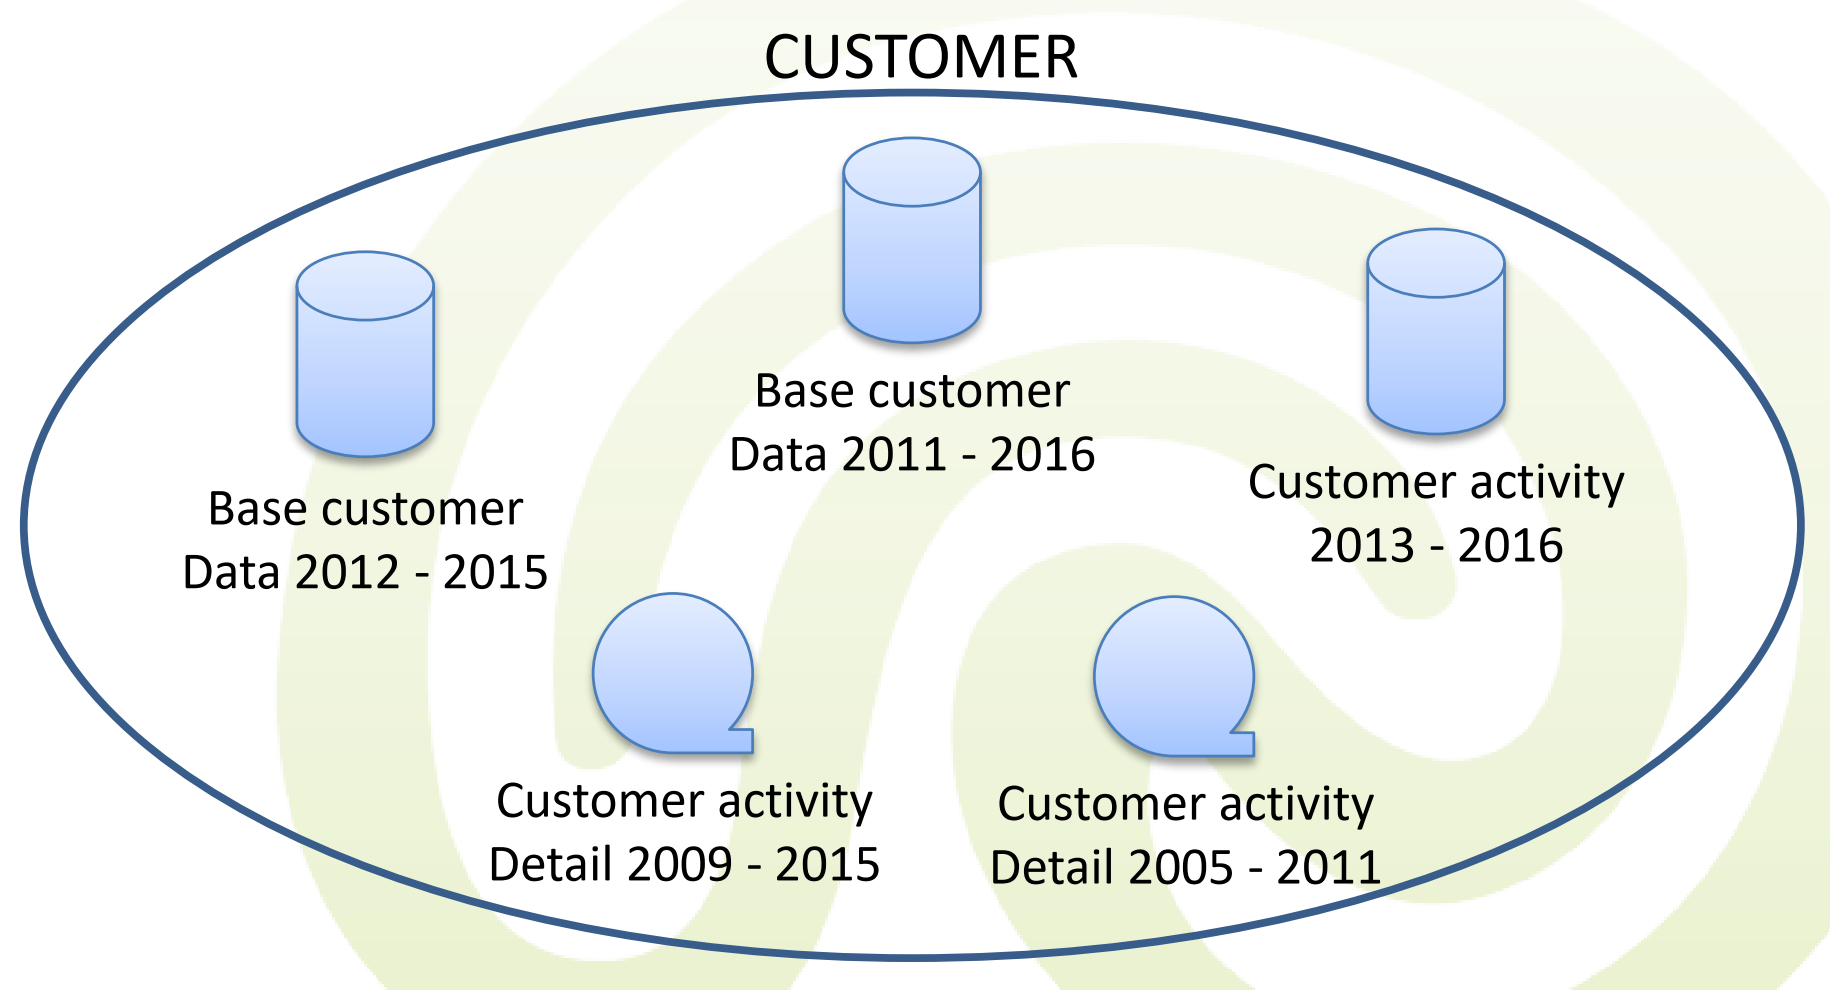 CUSTOMER
Base customer
Data 2011 - 2016
Customer activity
2013 - 2016
Base customer
Data 2012 - 2015
Customer activity
Detail 2009 - 2015
Customer activity
Detail 2005 - 2011